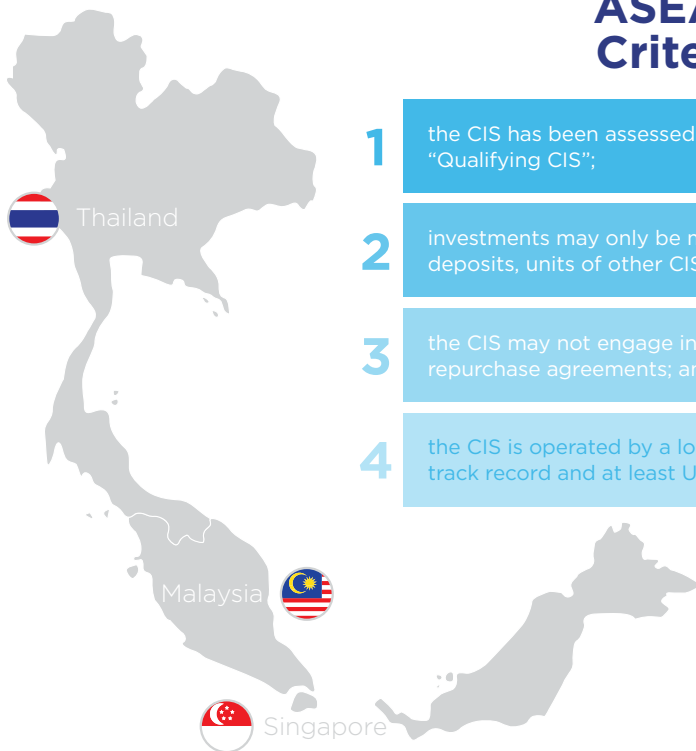 ASEA
Crite
1
the CIS has been assessed
“Qualifying CIS”;
Thailand
2
investments may only be
deposits, units of other CIS
3
the CIS may not engage in
repurchase agreements;
4
the CIS is operated by a
track record and at least
Malaysia
Singapore